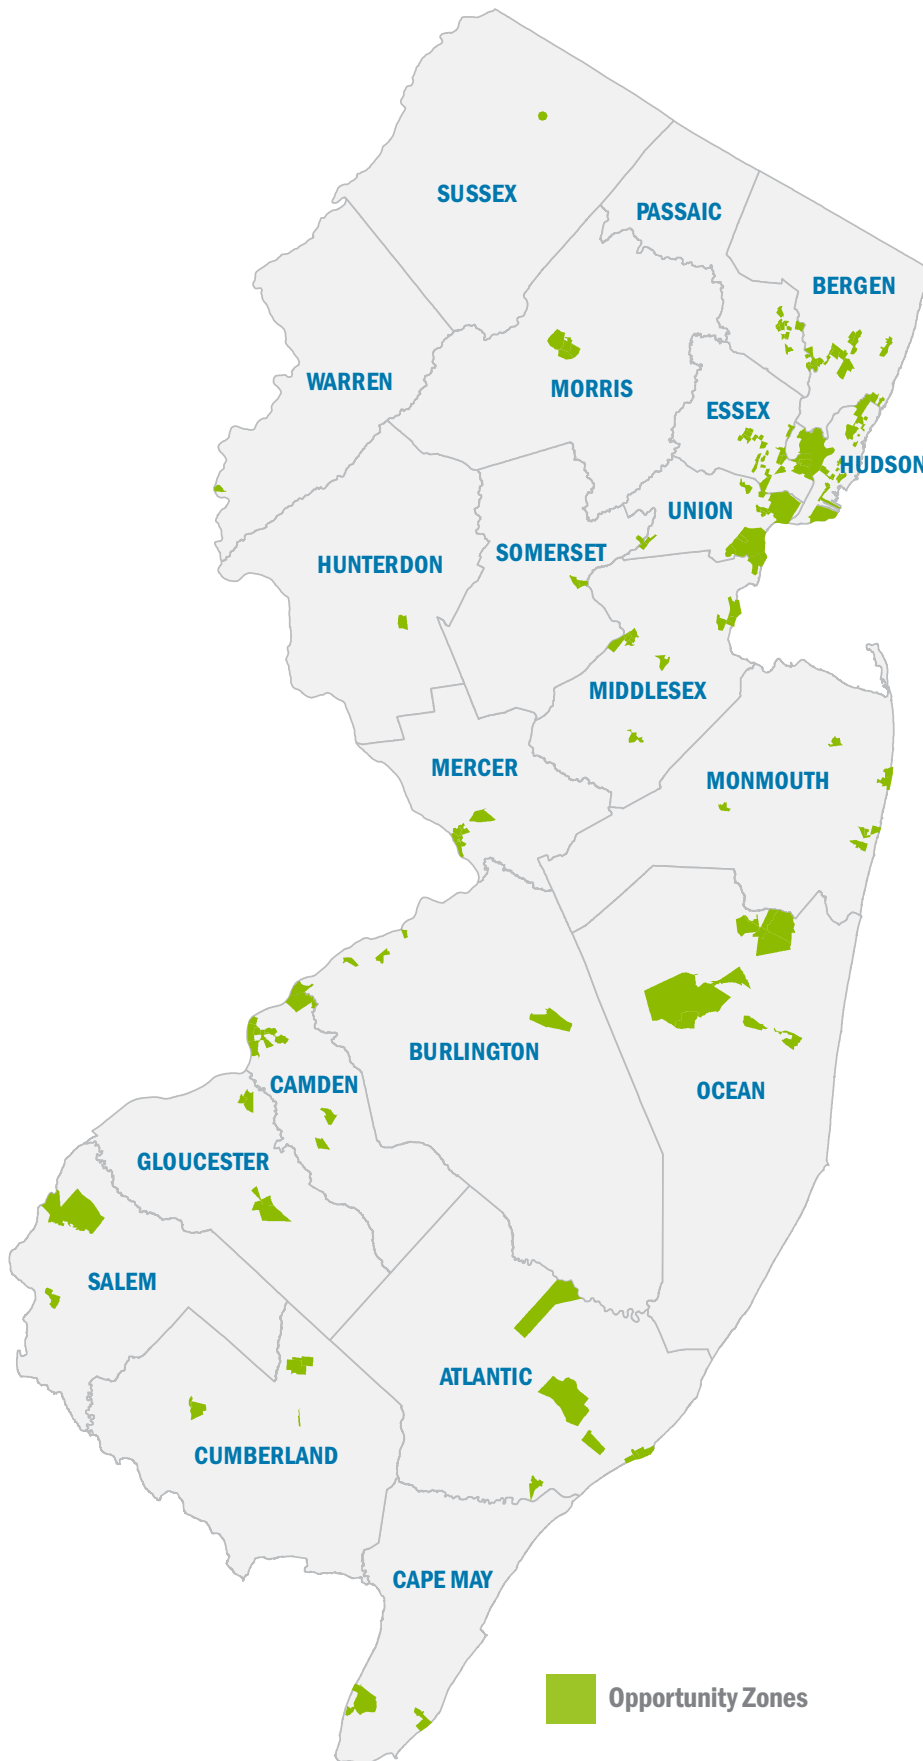 SUSSEX
PASSAIC
BERGEN
WARREN
MORRIS
ESSEX
HUDSON
UNION
SOMERSET
HUNTERDON
MIDDLESEX
MERCER
MONMOUTH
BURLINGTON
CAMDEN
OCEAN
GLOUCESTER
SALEM
ATLANTIC
CUMBERLAND
CAPE MAY
Opportunity Zones